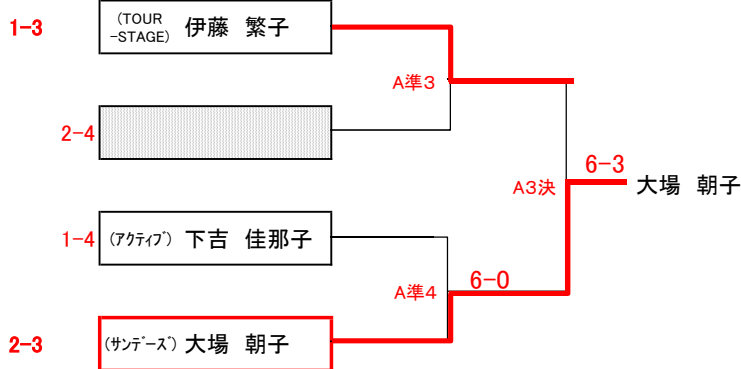 1-3
(TOUR
-STAGE) 伊藤 繁子
A準3
2-4
6-3
A3決
大場 朝子
1-4 (アクティブ) 下吉 佳那子
6-0
A準4
2-3 (サンデーズ) 大場 朝子